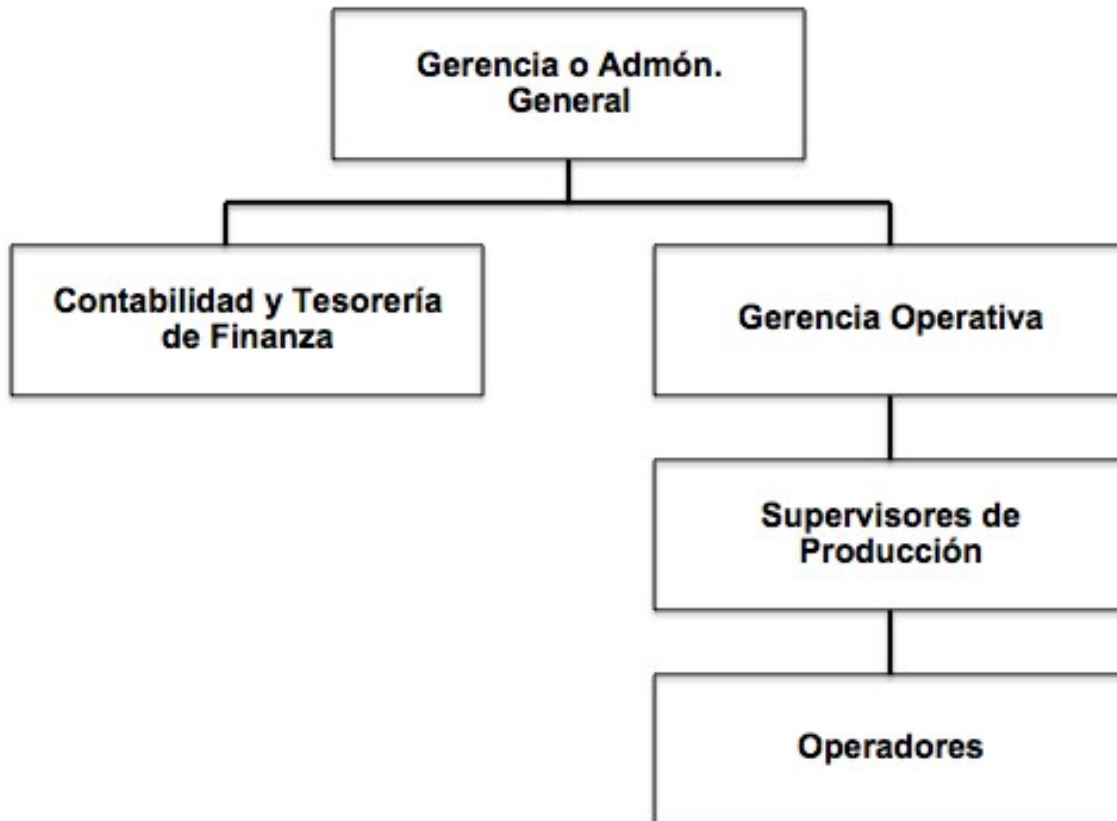 Gerencia o Admón.
General
Contabilidad y Tesorería
de Finanza
Gerencia Operativa
Supervisores de
Producción
Operadores